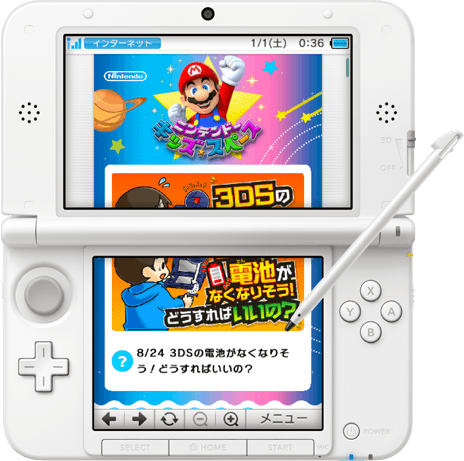 インターネット 1/1(土) 0:36
Nintendo
M
ニンテンドー
キッズ★スペース
3DSの
3D
OFF
電池が
でん
なくなりそう!
どうすればいいの?
? 8/24 3DSの電池がなくなりそ
う!どうすればいいの?
メニュー
X
Y
A
B
SELECT
HOME
START
MIC
POWER